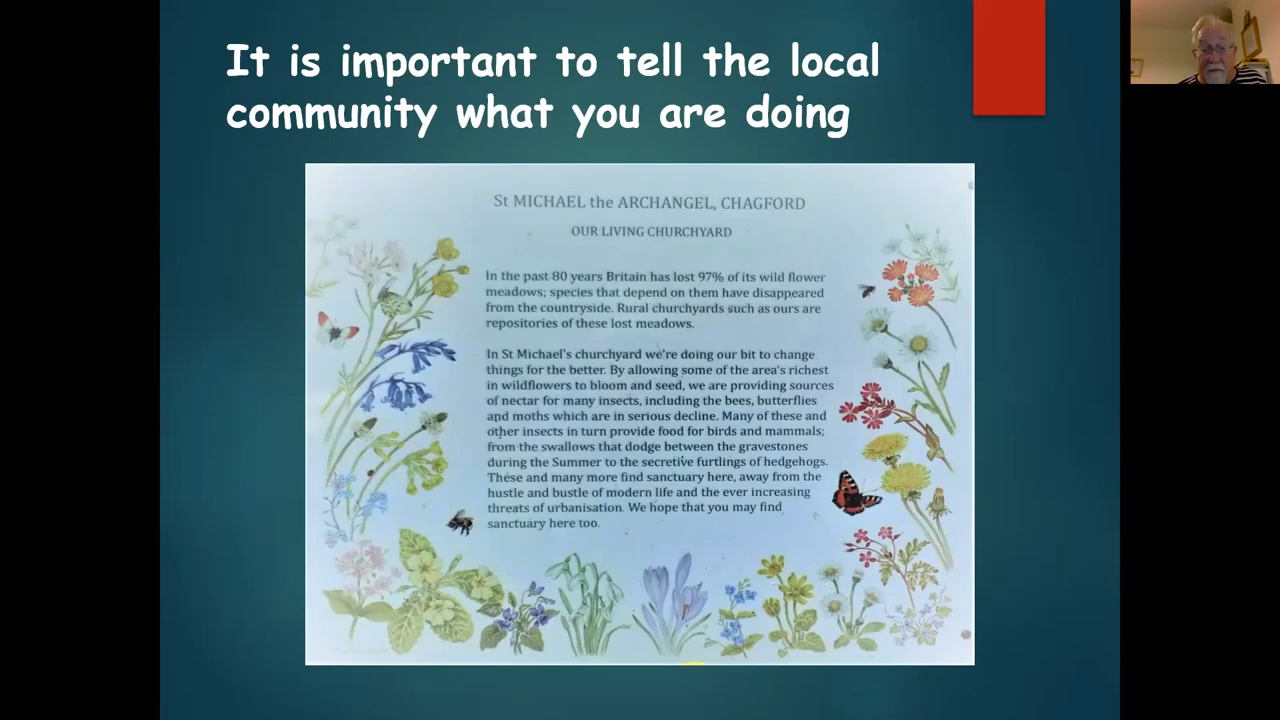 It is important to tell the local
community what you are doing
St MICHAEL the ARCHANGEL, CHAGFORD
OUR LIVING CHURCHYARD
In the past 80 years Britain has lost 97% of its wild flower
meadows; species that depend on them have disappeared
from the countryside. Rural churchyards such as ours are
repositories of these lost meadows.
In St Michael's churchyard we're doing our bit to change
things for the better. By allowing some of the area's richest
in wildflowers to bloom and seed, we are providing sources
of nectar for many insects, including the bees, butterflies
and moths which are in serious decline. Many of these and
other insects in turn provide food for birds and mammals;
from the swallows that dodge between the gravestones
during the Summer to the secretive furtlings of hedgehogs.
These and many more find sanctuary here, away from the
hustle and bustle of modern life and the ever increasing
threats of urbanisation. We hope that you may find
sanctuary here too.